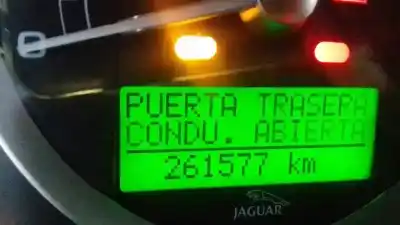 PUERTA TRASERA
CONDU. ABIERTA
261577 km
JAGUAR